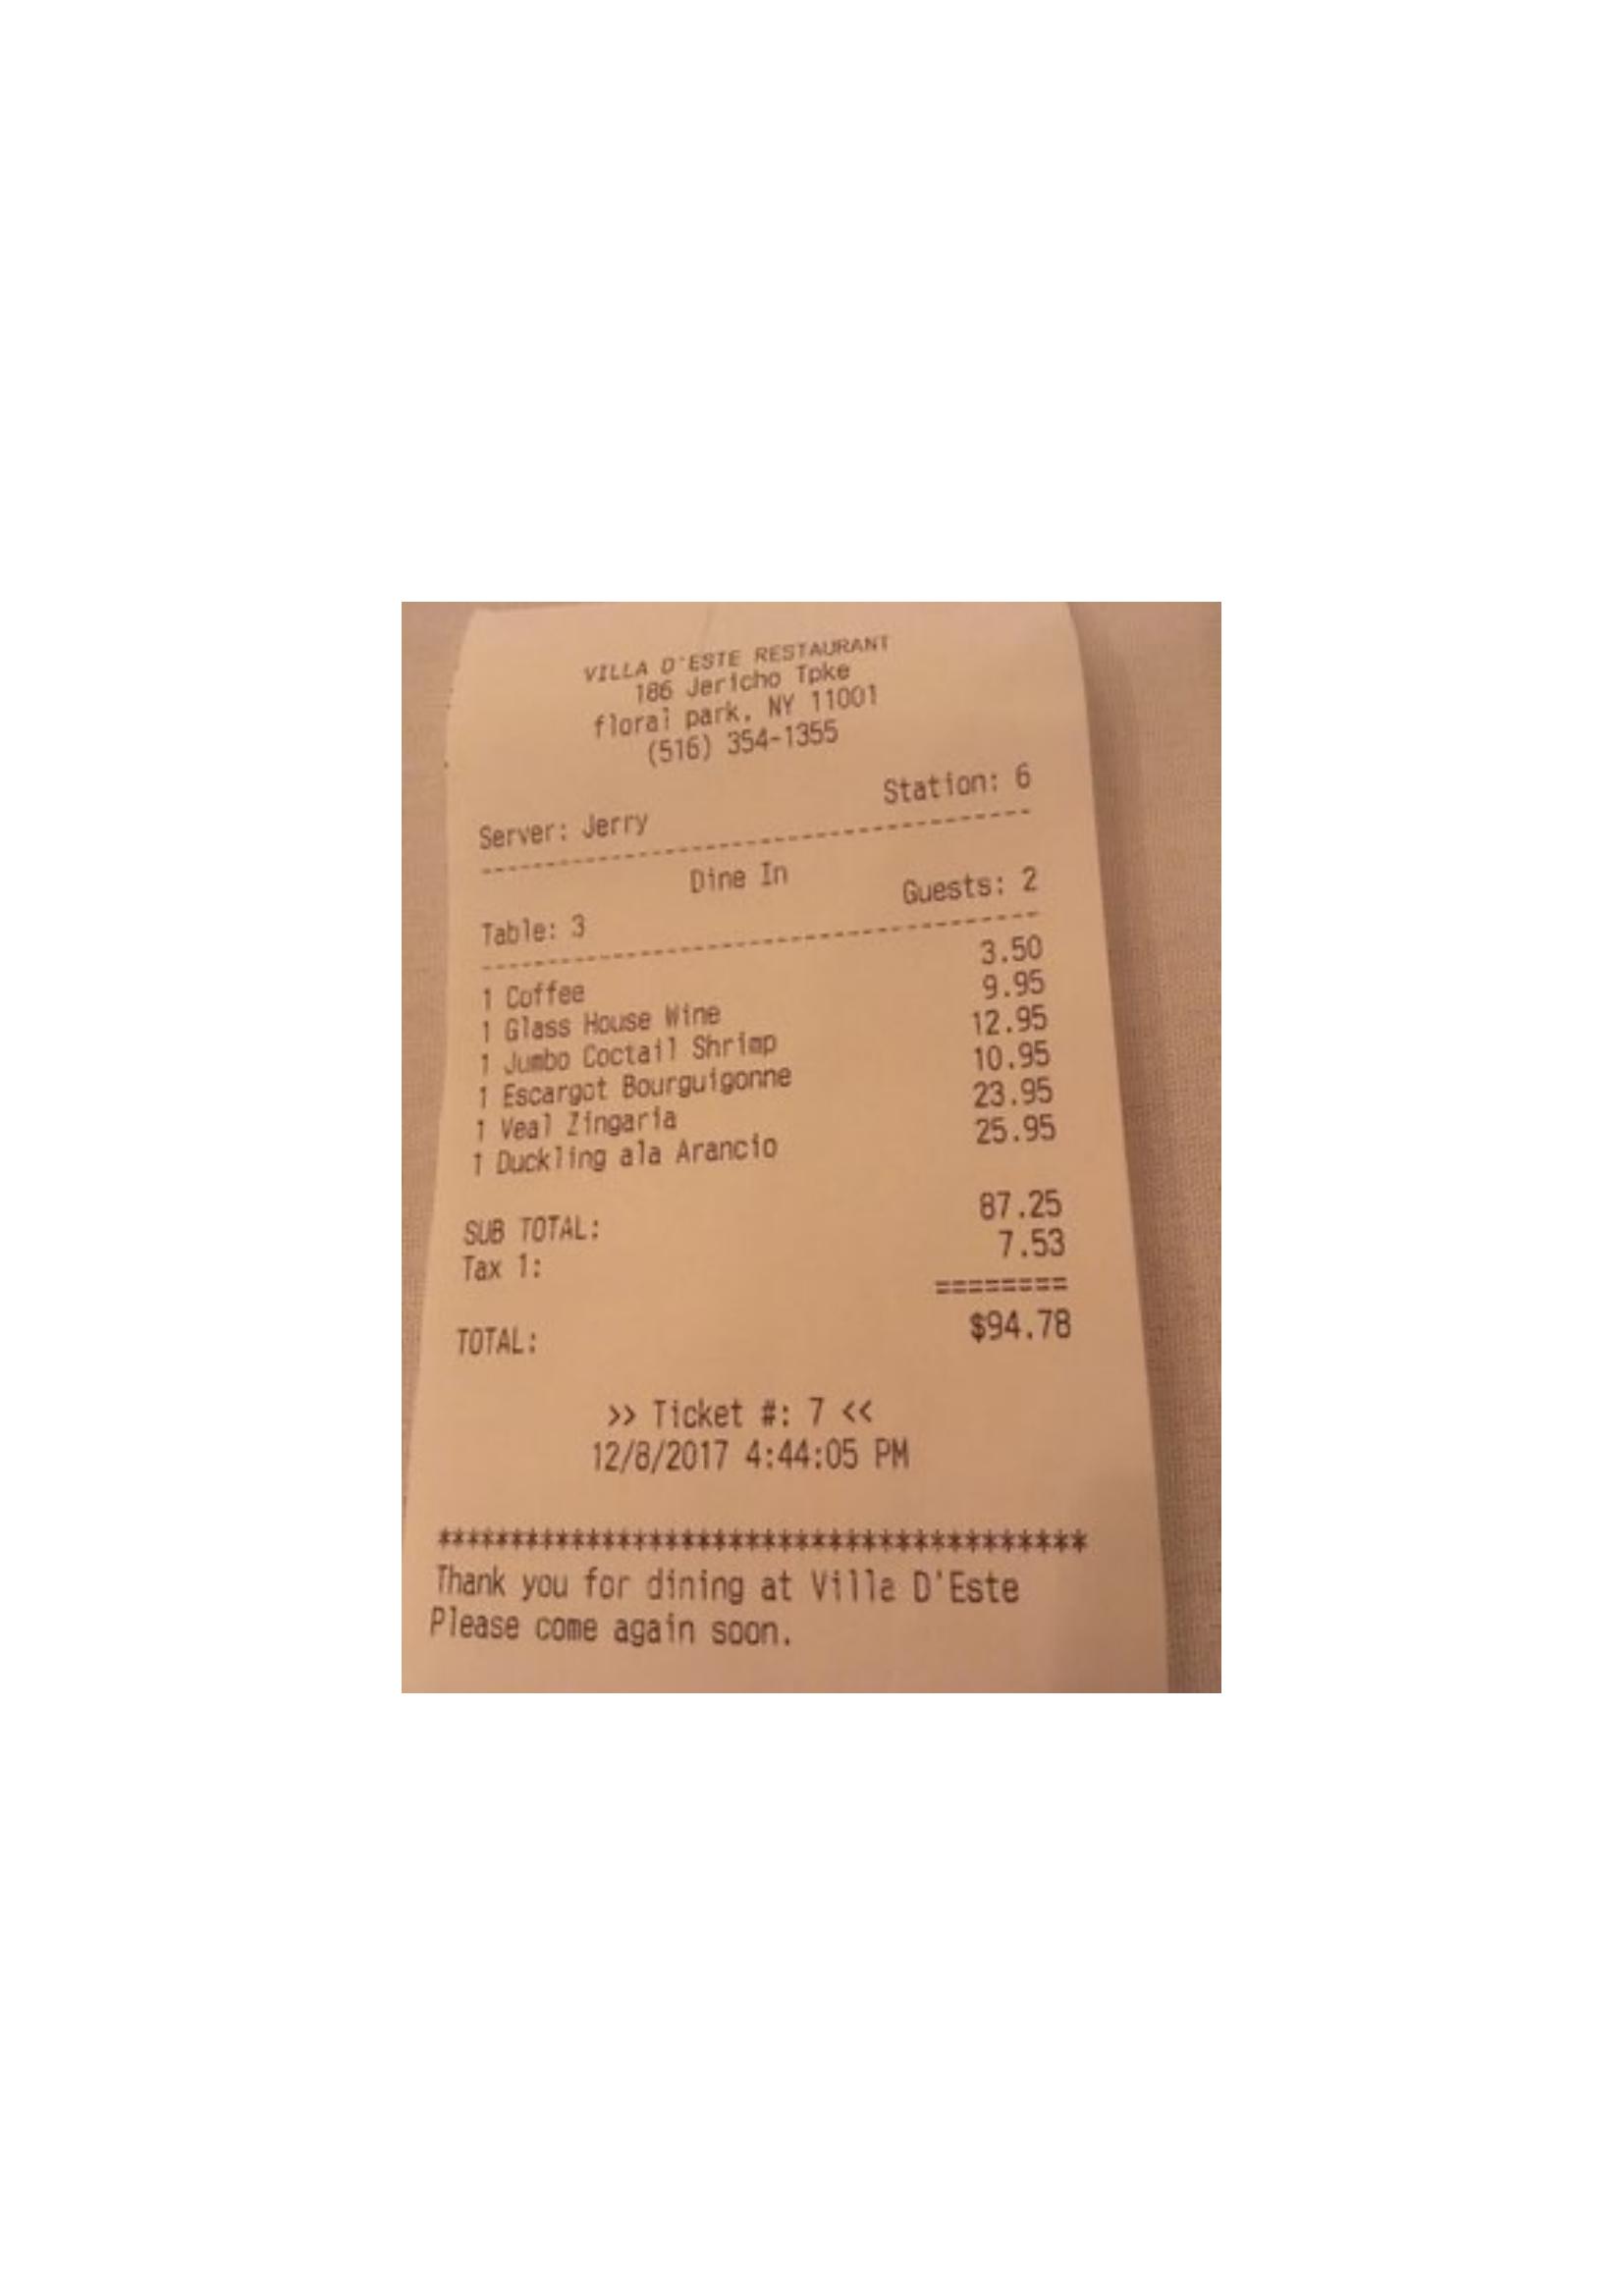 VILLA D'ESTE RESTAURANT
186 Jericho Tpke
floral park, NY 11001
(516) 354-1355
Server: Jerry Station: 6
----------------------------------------
Dine In
Table: 3 Guests: 2
----------------------------------------
1 Coffee 3.50
1 Glass House Wine 9.95
1 Jumbo Coctail Shrimp 12.95
1 Escargot Bourguigonne 10.95
1 Veal Zingaria 23.95
1 Duckling ala Arancio 25.95
SUB TOTAL: 87.25
Tax 1: 7.53
========
TOTAL: $94.78
>> Ticket #: 7 <<
12/8/2017 4:44:05 PM
****************************************
Thank you for dining at Villa D'Este
Please come again soon.